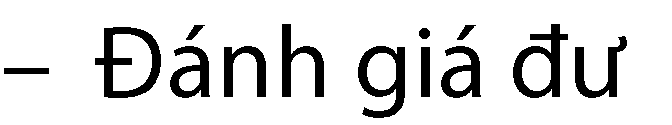 – Đánh giá đư